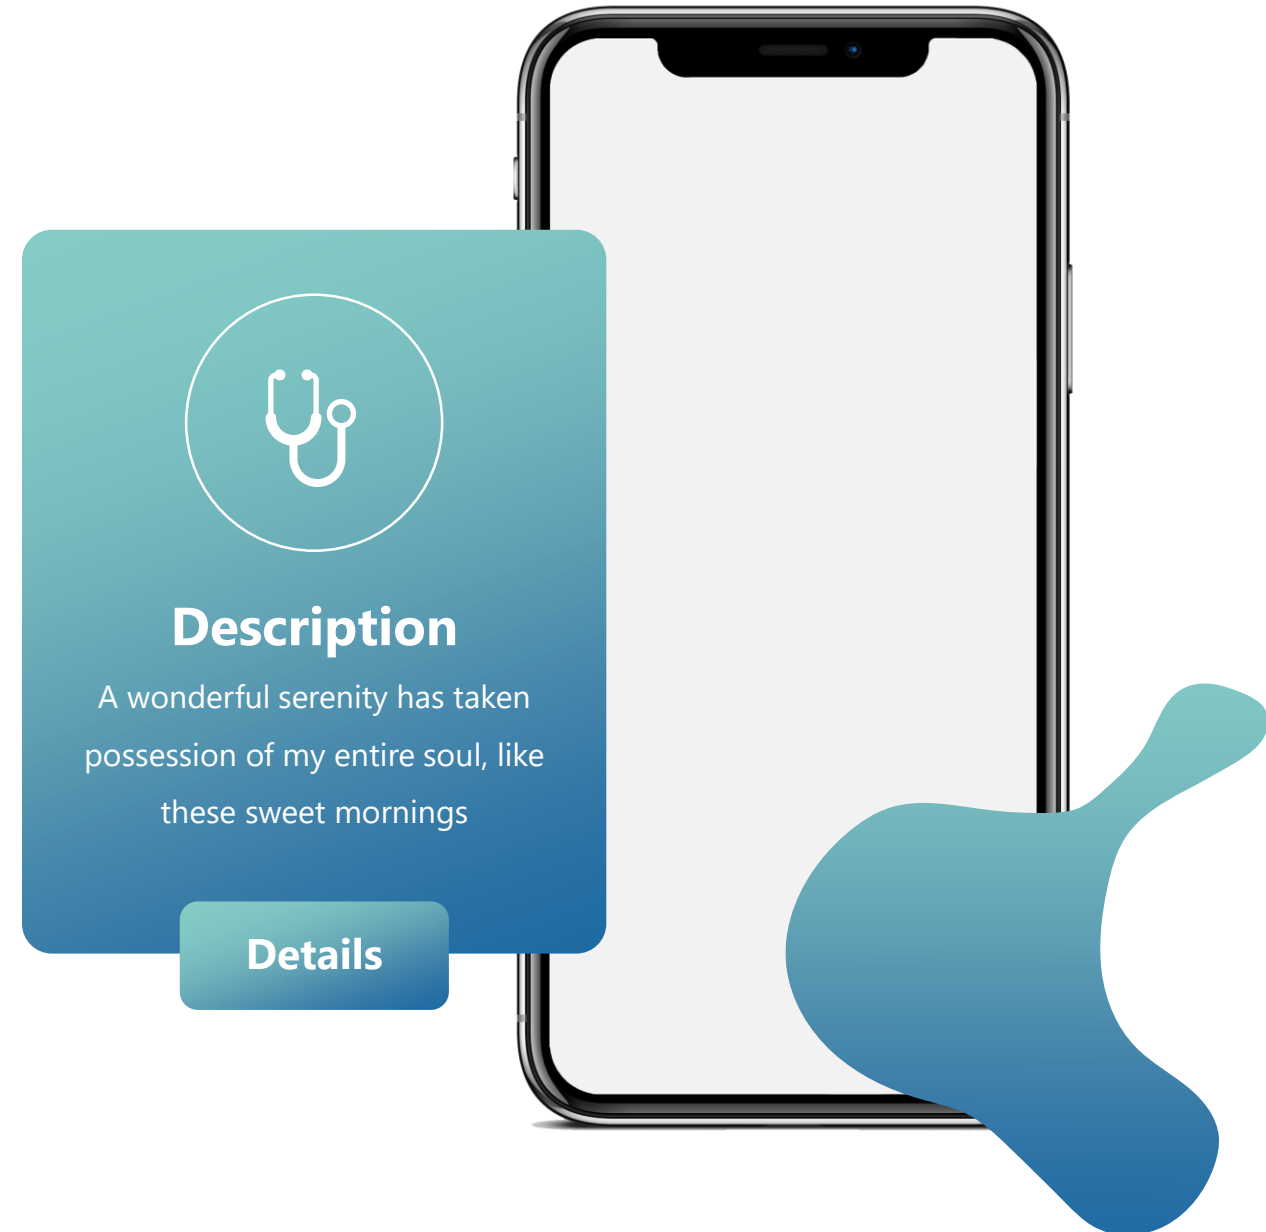 Description
A wonderful serenity has taken
possession of my entire soul, like
these sweet mornings
Details